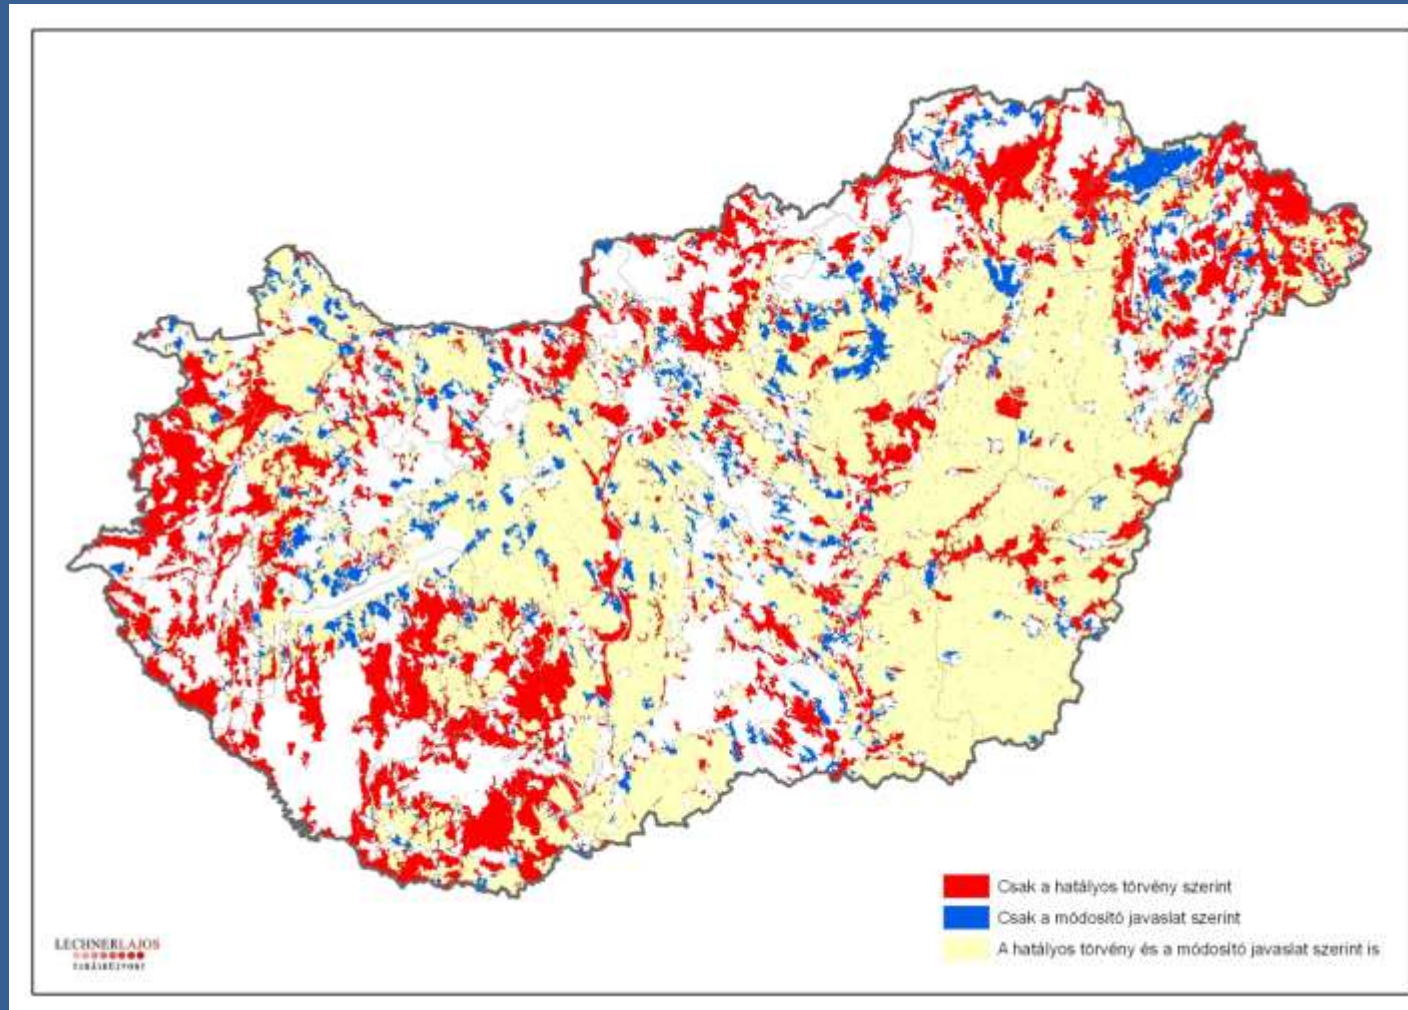 Csak a hatályos törvény szerint
Csak a módosító javaslat szerint
A hatályos törvény és a módosító javaslat szerint is
LECHNERLAJOS